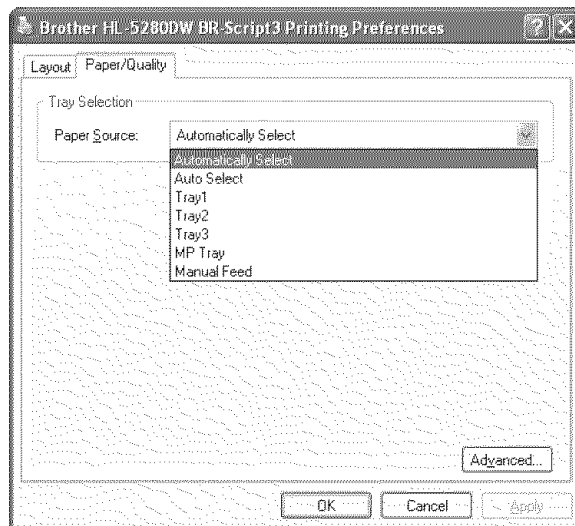 Brother HL-5280DW BR-Script3 Printing Preferences
Layout Paper/Quality
Tray Selection
Paper Source: Automatically Select
Automatically Select
Auto Select
Tray1
Tray2
Tray3
MP Tray
Manual Feed
Advanced...
OK Cancel Apply